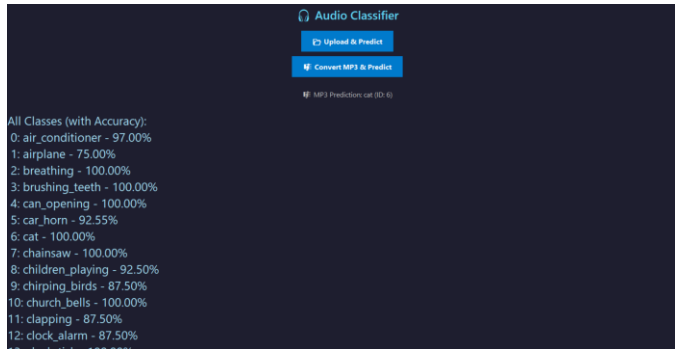 Audio Classifier
Upload & Predict
Convert MP3 & Predict
MP3 Prediction: cat (ID: 6)
All Classes (with Accuracy):
0: air_conditioner - 97.00%
1: airplane - 75.00%
2: breathing - 100.00%
3: brushing_teeth - 100.00%
4: can_opening - 100.00%
5: car_horn - 92.55%
6: cat - 100.00%
7: chainsaw - 100.00%
8: children_playing - 92.50%
9: chirping_birds - 87.50%
10: church_bells - 100.00%
11: clapping - 87.50%
12: clock_alarm - 87.50%